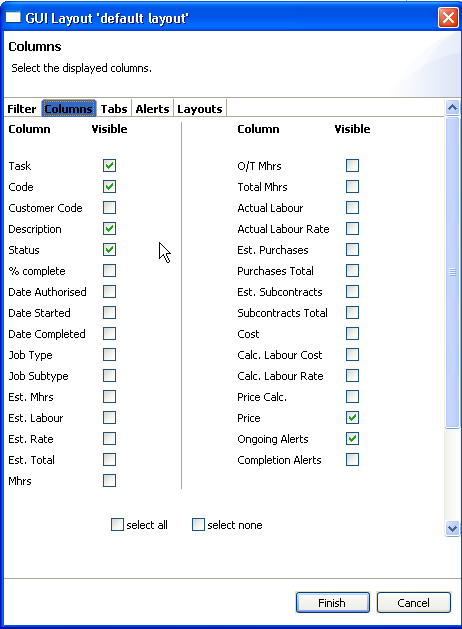 GUI Layout 'default layout'
Columns
Select the displayed columns.
Filter Columns Tabs Alerts Layouts
Column Visible
Task
Code
Customer Code
Description
Status
% complete
Date Authorised
Date Started
Date Completed
Job Type
Job Subtype
Est. Mhrs
Est. Labour
Est. Rate
Est. Total
Mhrs
Column Visible
O/T Mhrs
Total Mhrs
Actual Labour
Actual Labour Rate
Est. Purchases
Purchases Total
Est. Subcontracts
Subcontracts Total
Cost
Calc. Labour Cost
Calc. Labour Rate
Price Calc.
Price
Ongoing Alerts
Completion Alerts
select all select none
Finish Cancel